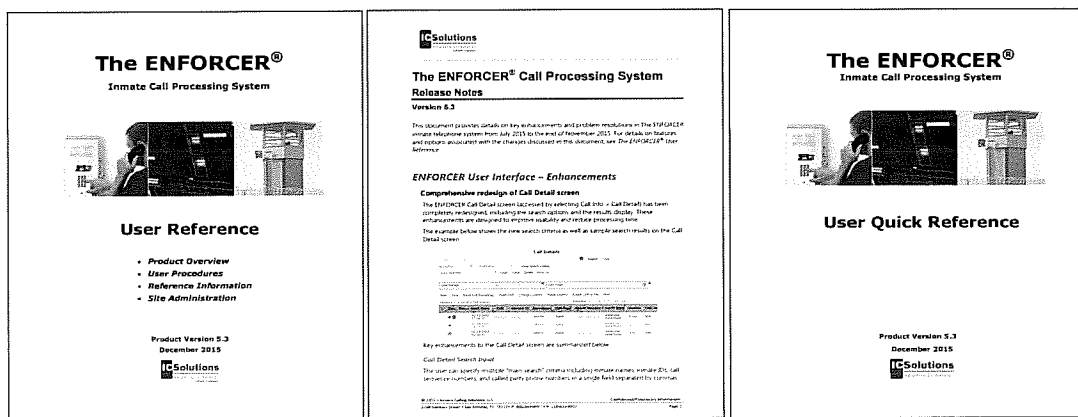 The ENFORCER®
Inmate Call Processing System
User Reference
• Product Overview
• User Procedures
• Reference Information
• Site Administration
Product Version 5.3
December 2015
ICSolutions
ICSolutions
The ENFORCER® Call Processing System
Release Notes
Version 5.3
This document provides details on key enhancements and problem resolutions in The ENFORCER
inmate telephone system from July 2015 to the end of November 2015. For details on features
and options associated with the changes discussed in this document, see The ENFORCER® User
Reference
ENFORCER User Interface – Enhancements
Comprehensive redesign of Call Detail screen
The ENFORCER Call Detail screen (accessed by selecting Call Info > Call Detail) has been
completely redesigned, including the search options and the results display. These
enhancements are designed to improve usability and reduce processing time.
The example below shows the new search criteria as well as sample search results on the Call
Detail screen
Call Details
Key enhancements to the Call Detail screen are summarized below
Call Detail Search Input
The user can specify multiple "main search" criteria including inmate names, inmate IDs, call
sequence numbers, and called party phone numbers in a single field separated by commas
The ENFORCER®
Inmate Call Processing System
User Quick Reference
Product Version 5.3
December 2015
ICSolutions